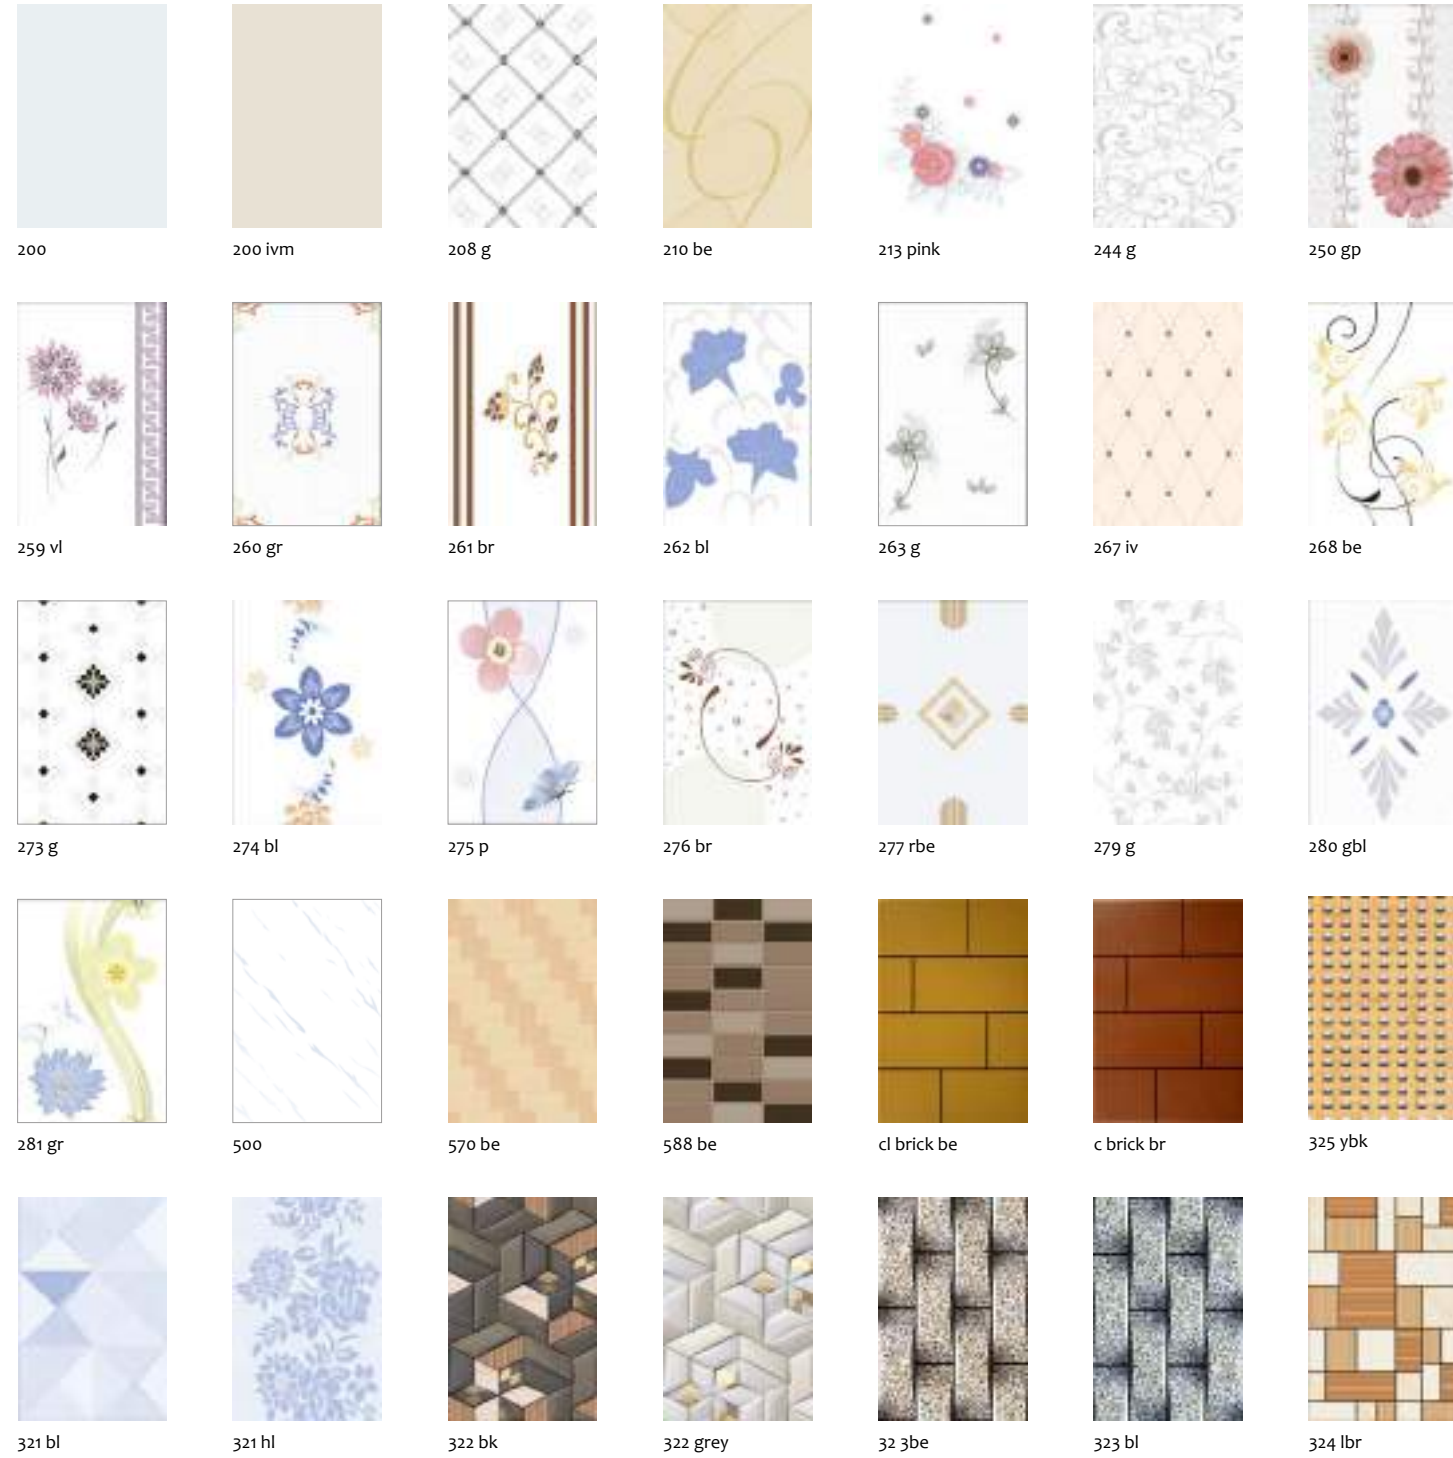 200
200 ivm
208 g
210 be
213 pink
244 g
250 gp
259 vl
260 gr
261 br
262 bl
263 g
267 iv
268 be
273 g
274 bl
275 p
276 br
277 rbe
279 g
280 gbl
281 gr
500
570 be
588 be
cl brick be
c brick br
325 ybk
321 bl
321 hl
322 bk
322 grey
32 3be
323 bl
324 lbr